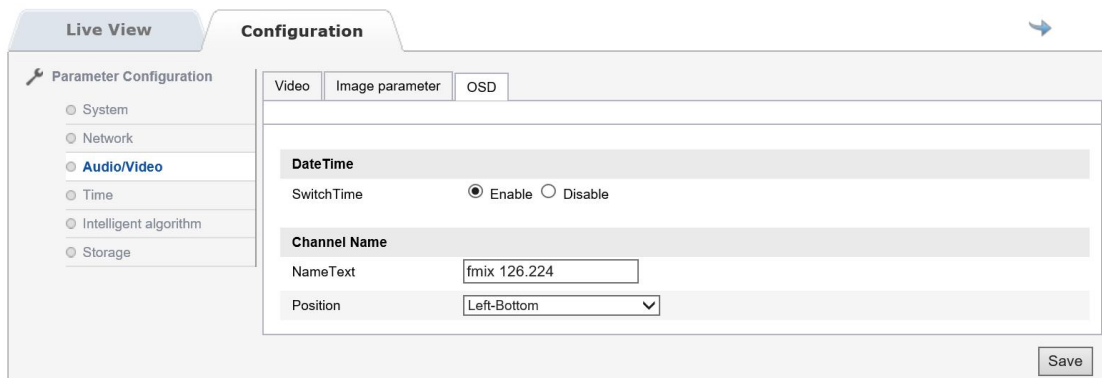 Live View
Configuration
Parameter Configuration
System
Network
Audio/Video
Time
Intelligent algorithm
Storage
Video
Image parameter
OSD
DateTime
SwitchTime Enable Disable
Channel Name
NameText fmix 126.224
Position Left-Bottom
Save